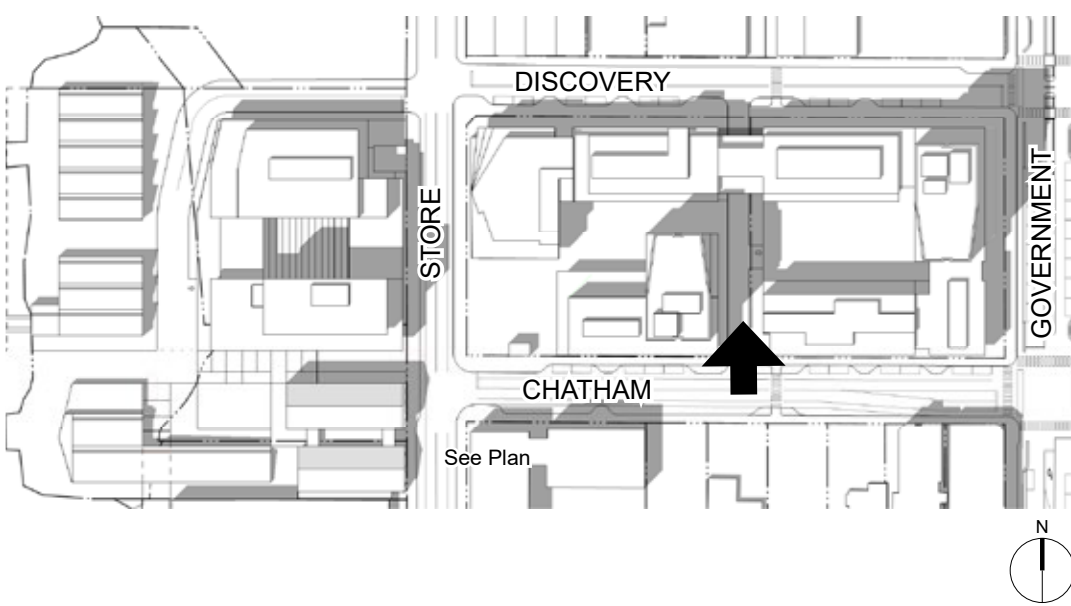 DISCOVERY
STORE
GOVERNMENT
CHATHAM
See Plan
N